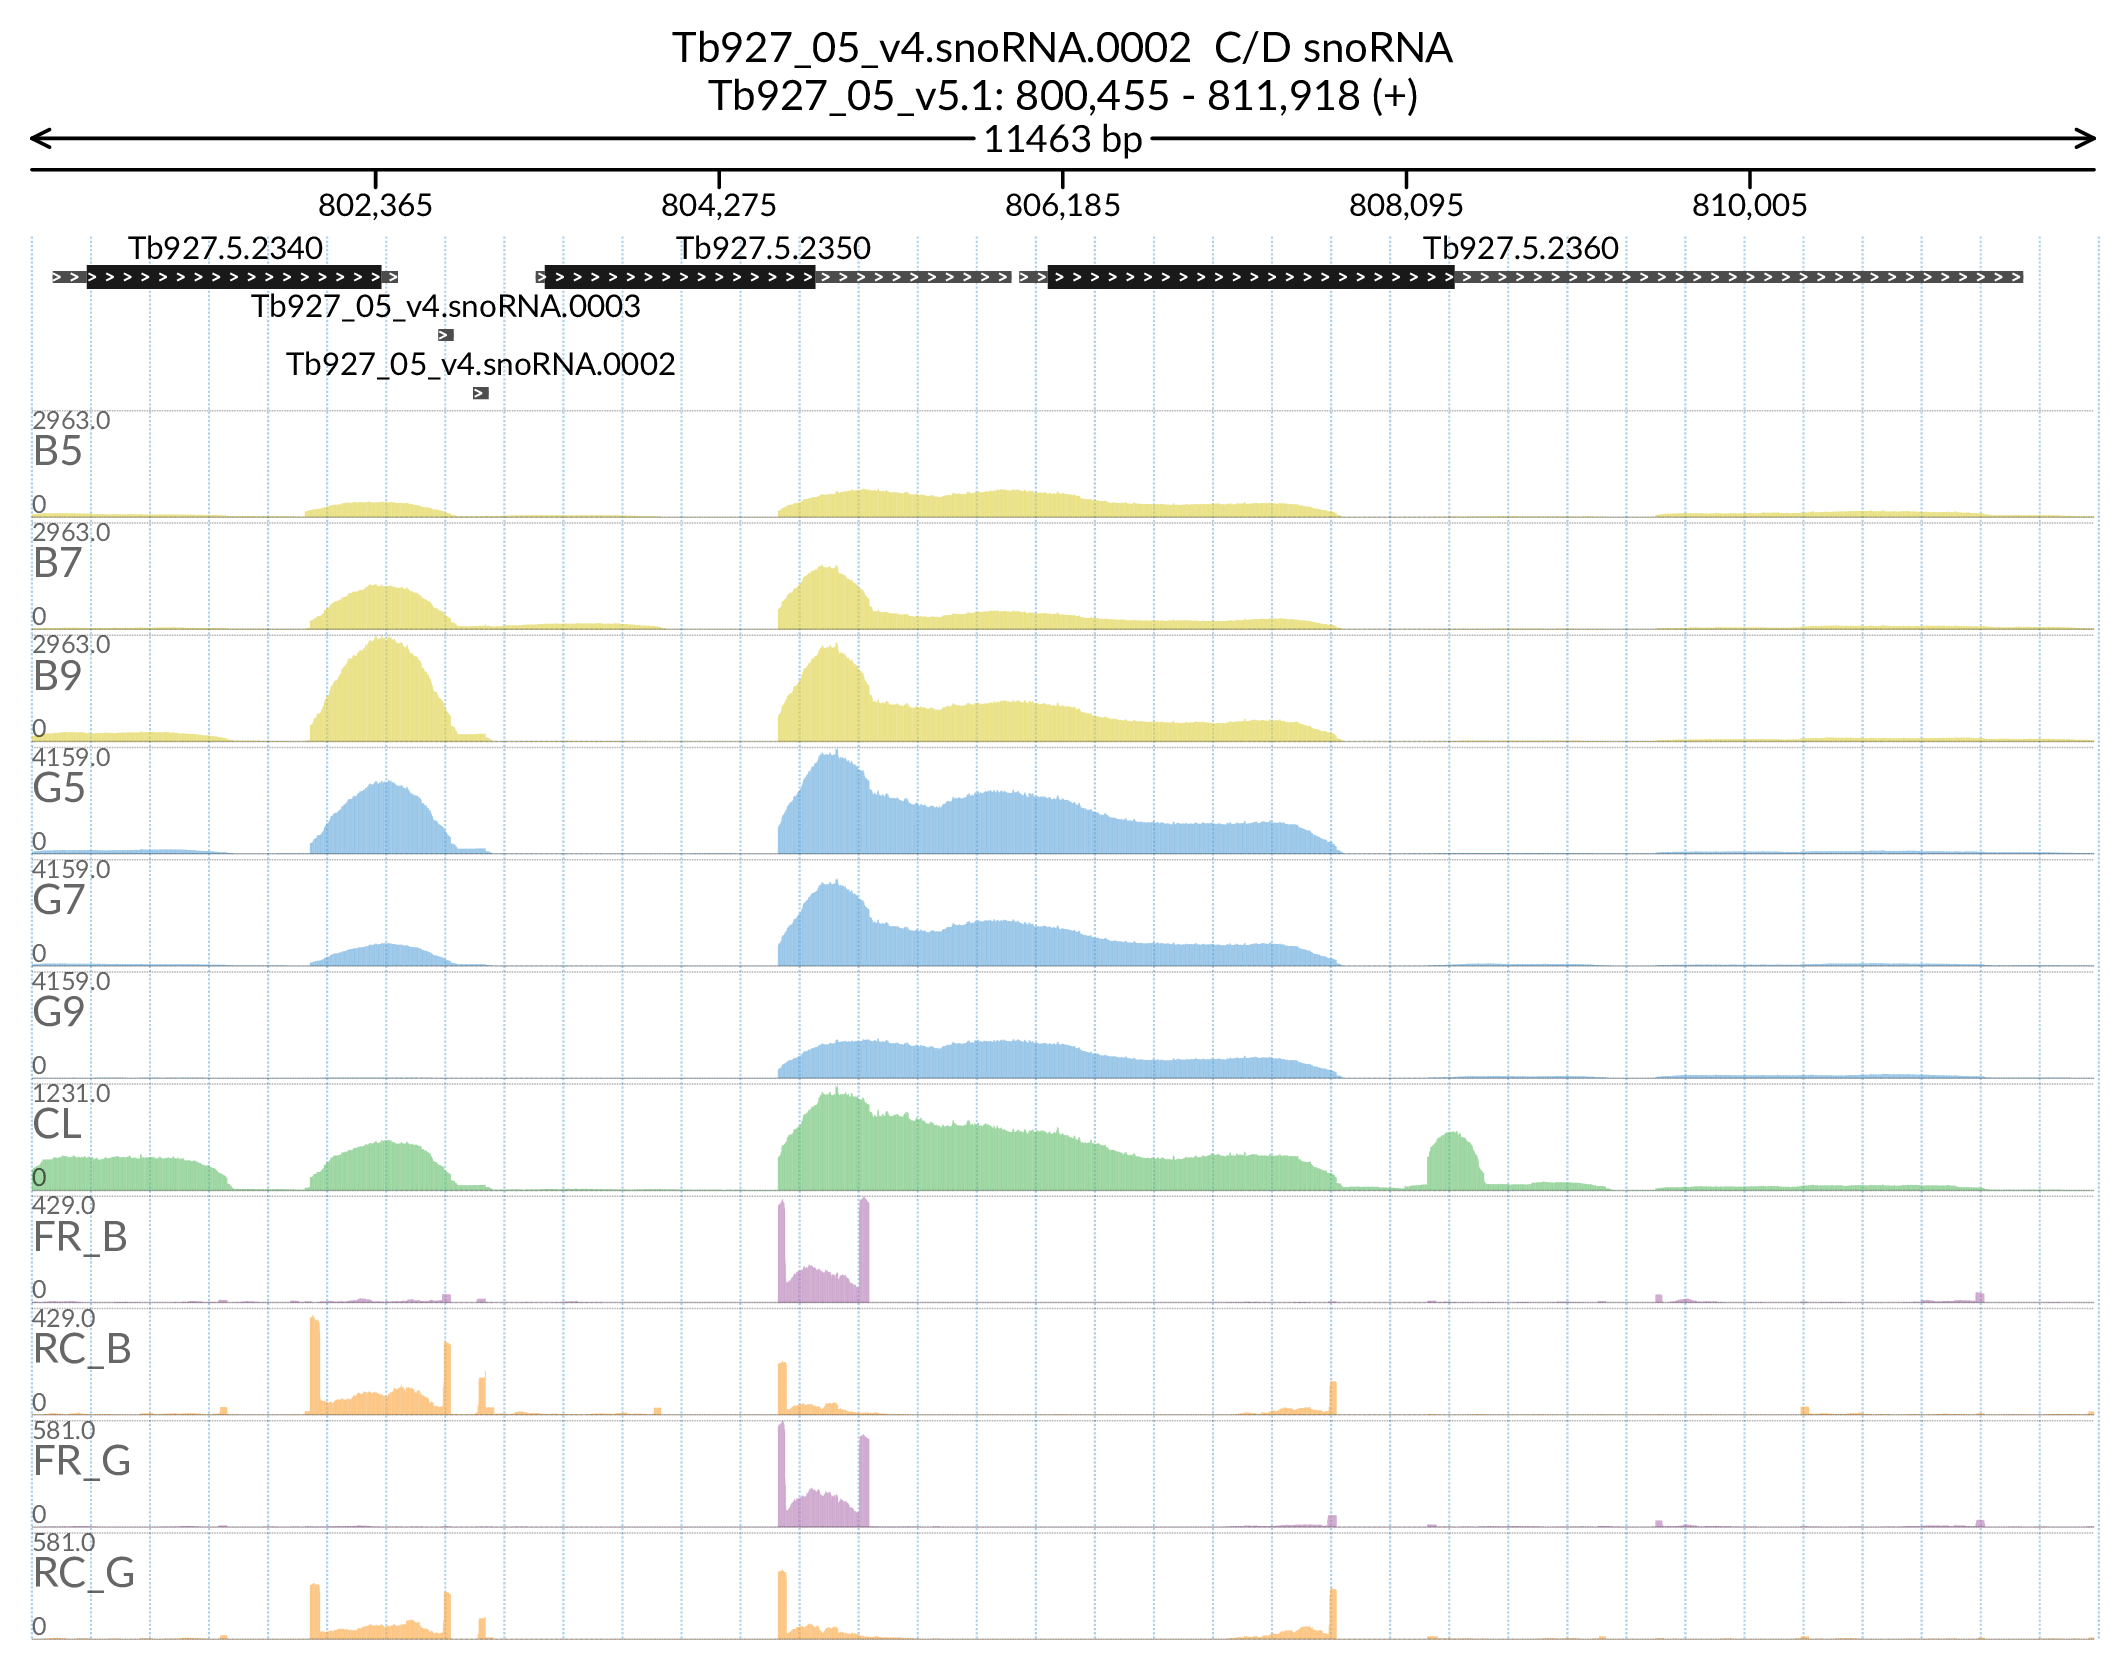 Tb927_05_v4.snoRNA.0002  C/D snoRNA
Tb927_05_v5.1: 800,455 - 811,918 (+)
11463 bp
802,365 804,275 806,185 808,095 810,005
Tb927.5.2340 Tb927.5.2350 Tb927.5.2360
Tb927_05_v4.snoRNA.0003
Tb927_05_v4.snoRNA.0002
2963.0
B5
0
2963.0
B7
0
2963.0
B9
0
4159.0
G5
0
4159.0
G7
0
4159.0
G9
0
1231.0
CL
0
429.0
FR_B
0
429.0
RC_B
0
581.0
FR_G
0
581.0
RC_G
0